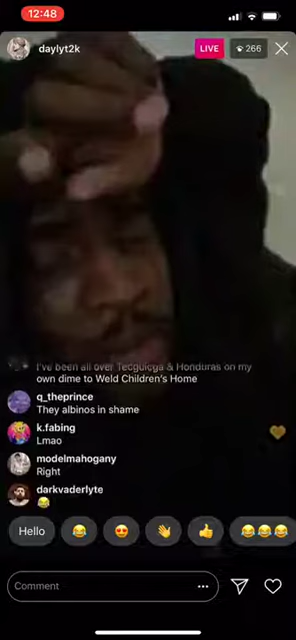 12:48
daylyt2k
LIVE
266
I've been all over Tecgulcga & Honduras on my
own dime to Weld Children's Home
q_theprince
They albinos in shame
k.fabing
Lmao
modelmahogany
Right
darkvaderlyte
😂
Hello 😂 😍 👋 👍 😂😂😂
Comment